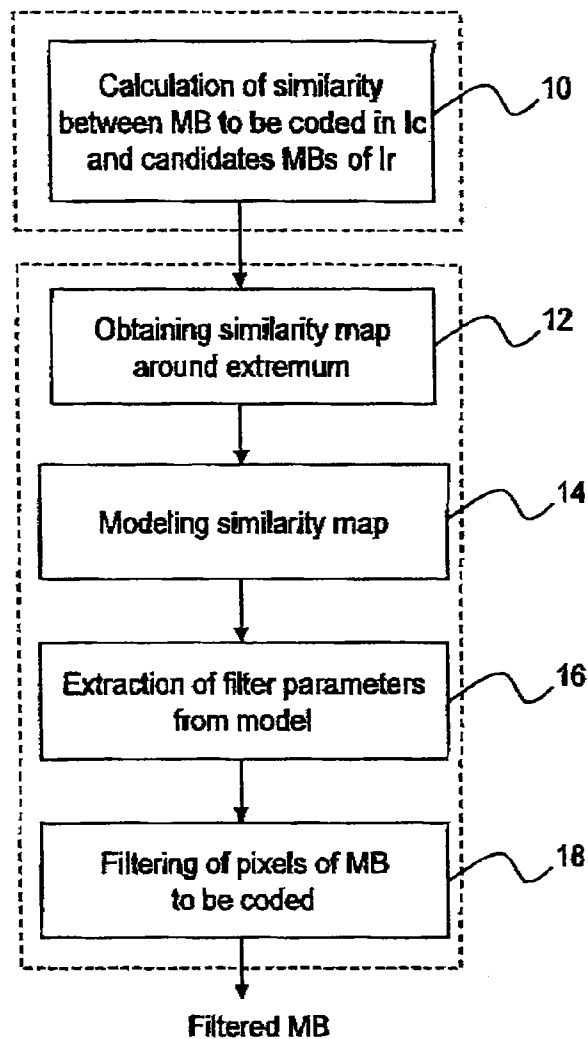 Calculation of similarity
between MB to be coded in Ic
and candidates MBs of Ir
10
Obtaining similarity map
around extremum
12
Modeling similarity map
14
Extraction of filter parameters
from model
16
Filtering of pixels of MB
to be coded
18
Filtered MB